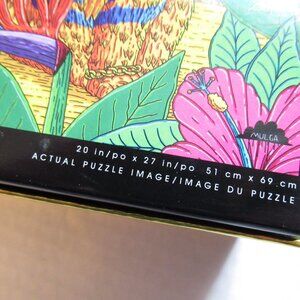 MULGA
20 in/po x 27 in/po 51 cm x 69 cm
ACTUAL PUZZLE IMAGE/IMAGE DU PUZZLE